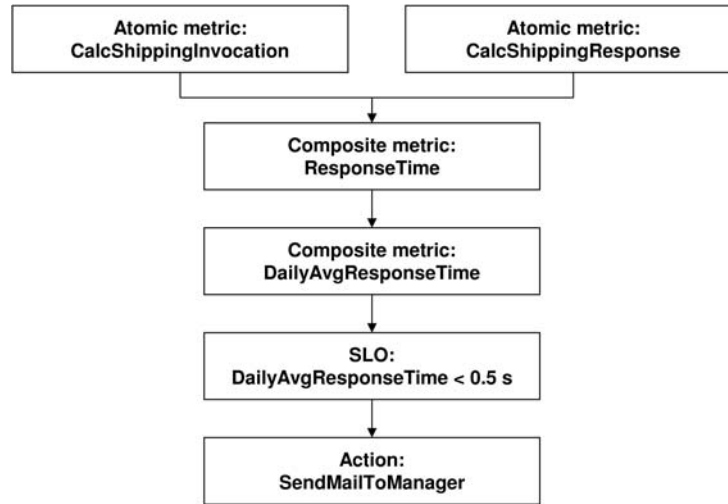 Atomic metric:
CalcShippingInvocation
Atomic metric:
CalcShippingResponse
Composite metric:
ResponseTime
Composite metric:
DailyAvgResponseTime
SLO:
DailyAvgResponseTime < 0.5 s
Action:
SendMailToManager